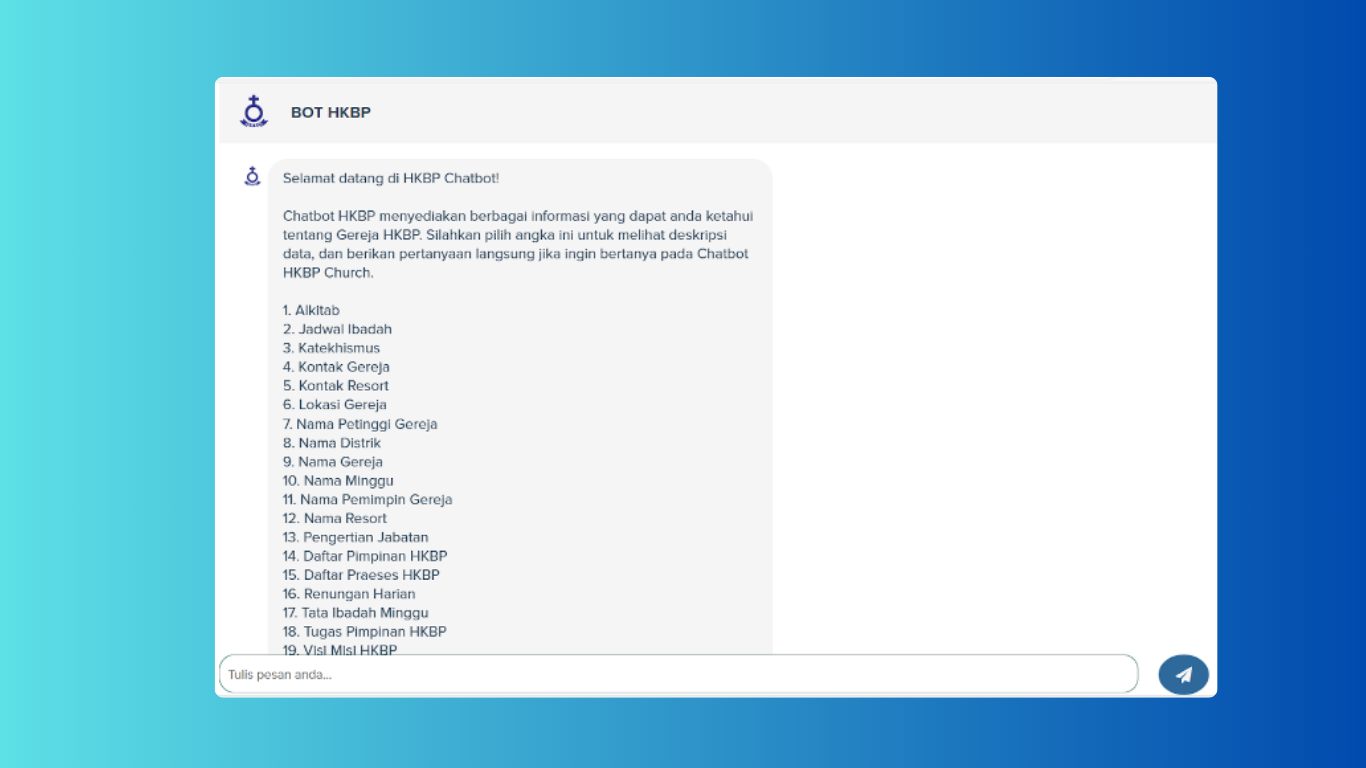 BOT HKBP
Selamat datang di HKBP Chatbot!
Chatbot HKBP menyediakan berbagai informasi yang dapat anda ketahui
tentang Gereja HKBP. Silahkan pilih angka ini untuk melihat deskripsi
data, dan berikan pertanyaan langsung jika ingin bertanya pada Chatbot
HKBP Church.
1. Alkitab
2. Jadwal Ibadah
3. Katekhismus
4. Kontak Gereja
5. Kontak Resort
6. Lokasi Gereja
7. Nama Petinggi Gereja
8. Nama Distrik
9. Nama Gereja
10. Nama Minggu
11. Nama Pemimpin Gereja
12. Nama Resort
13. Pengertian Jabatan
14. Daftar Pimpinan HKBP
15. Daftar Praeses HKBP
16. Renungan Harian
17. Tata Ibadah Minggu
18. Tugas Pimpinan HKBP
19. Visi Misi HKBP
Tulis pesan anda...